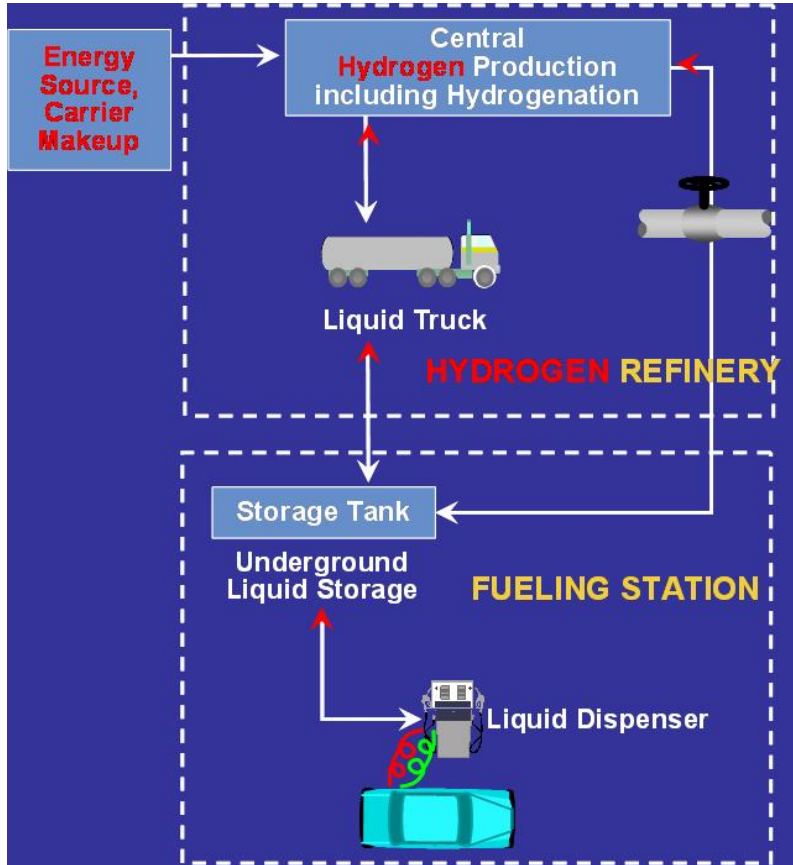 Energy
Source,
Carrier
Makeup
Central
Hydrogen Production
including Hydrogenation
Liquid Truck
HYDROGEN REFINERY
Storage Tank
Underground
Liquid Storage
FUELING STATION
Liquid Dispenser